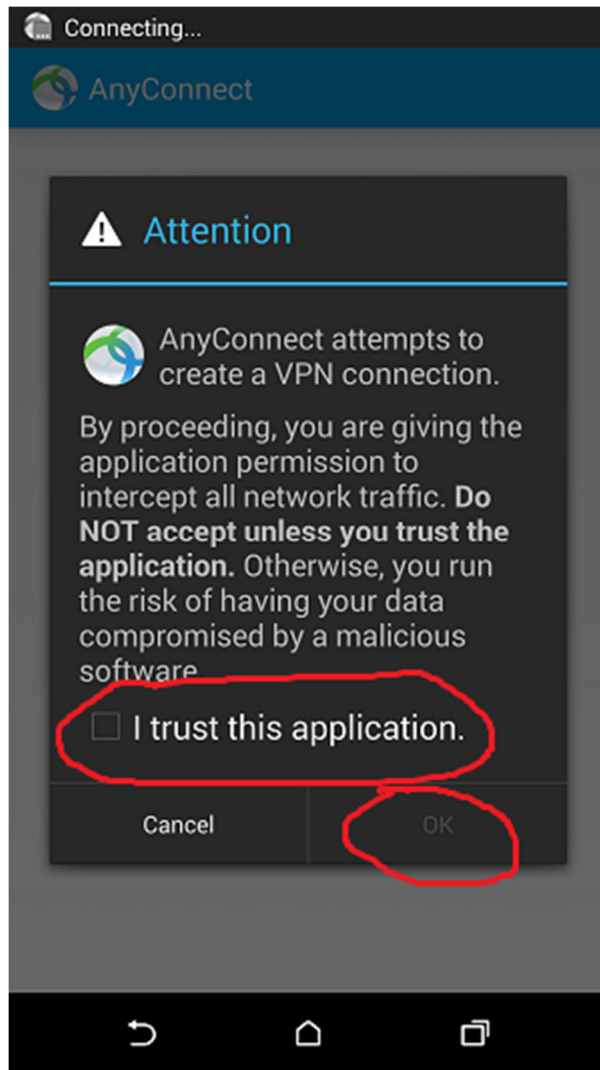 Connecting...
AnyConnect
Attention
AnyConnect attempts to
create a VPN connection.
By proceeding, you are giving the
application permission to
intercept all network traffic. Do
NOT accept unless you trust the
application. Otherwise, you run
the risk of having your data
compromised by a malicious
software
I trust this application.
Cancel
OK